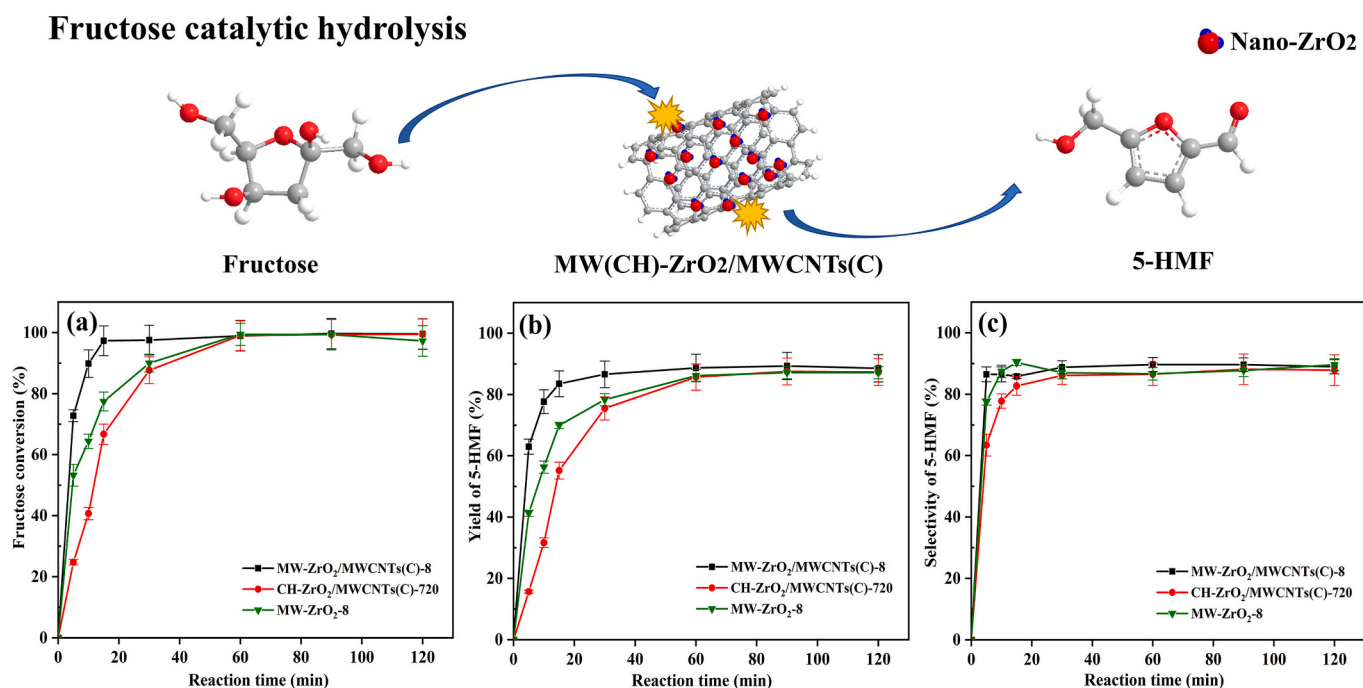 Fructose catalytic hydrolysis
Nano-ZrO2
Fructose
MW(CH)-ZrO2/MWCNTs(C)
5-HMF
(a)
Fructose conversion (%)
100
80
60
40
20
0
MW-ZrO₂/MWCNTs(C)-8
CH-ZrO₂/MWCNTs(C)-720
MW-ZrO₂-8
0 20 40 60 80 100 120
Reaction time (min)
(b)
Yield of 5-HMF (%)
100
80
60
40
20
0
MW-ZrO₂/MWCNTs(C)-8
CH-ZrO₂/MWCNTs(C)-720
MW-ZrO₂-8
0 20 40 60 80 100 120
Reaction time (min)
(c)
Selectivity of 5-HMF (%)
100
80
60
40
20
0
MW-ZrO₂/MWCNTs(C)-8
CH-ZrO₂/MWCNTs(C)-720
MW-ZrO₂-8
0 20 40 60 80 100 120
Reaction time (min)